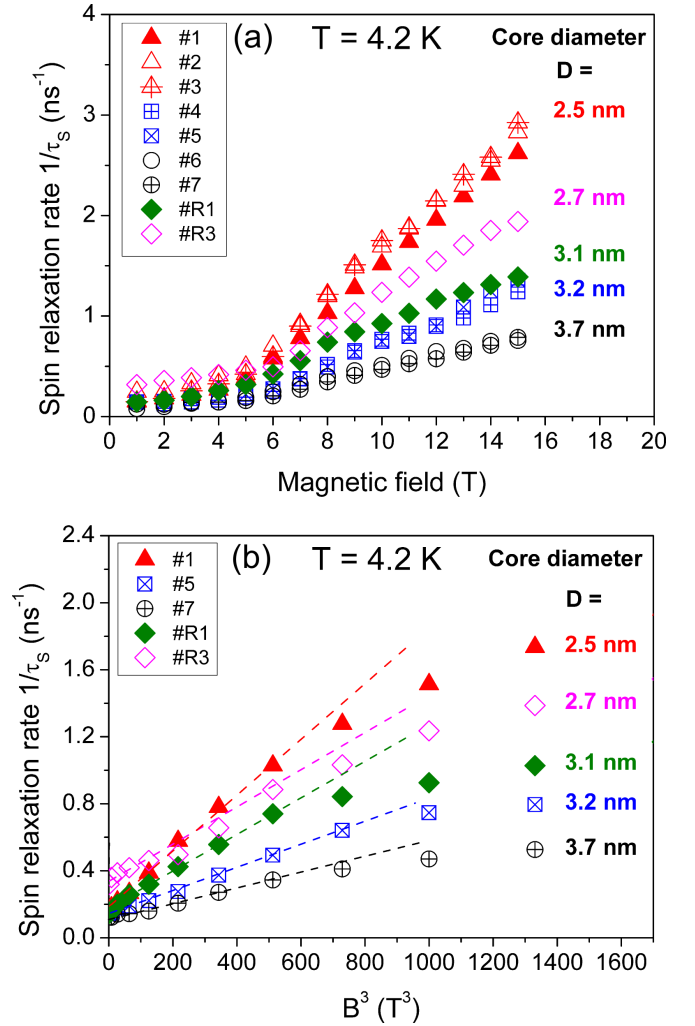 (a)
T = 4.2 K
Core diameter
D =
#1
#2
#3
#4
#5
#6
#7
#R1
#R3
2.5 nm
2.7 nm
3.1 nm
3.2 nm
3.7 nm
Spin relaxation rate 1/τS (ns-1)
4
3
2
1
0
0 2 4 6 8 10 12 14 16 18 20
Magnetic field (T)
(b)
T = 4.2 K
Core diameter
D =
#1
#5
#7
#R1
#R3
2.5 nm
2.7 nm
3.1 nm
3.2 nm
3.7 nm
Spin relaxation rate 1/τS (ns-1)
2.4
2.0
1.6
1.2
0.8
0.4
0.0
0 200 400 600 800 1000 1200 1400 1600
B3 (T3)